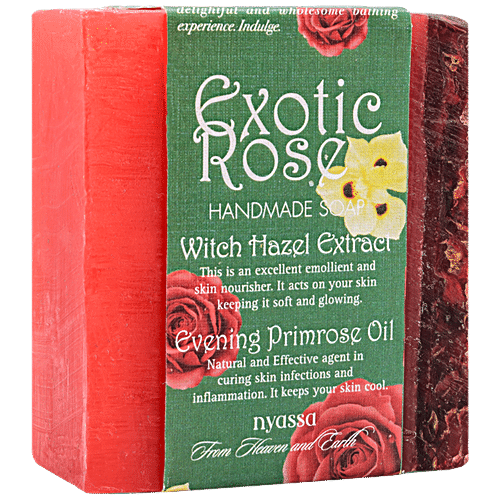 delightful and wholesome bathing
experience. Indulge.
Exotic
Rose
HANDMADE SOAP
Witch Hazel Extract
This is an excellent emollient and
skin nourisher. It acts on your skin
keeping it soft and glowing.
Evening Primrose Oil
Natural and Effective agent in
curing skin infections and
inflammation. It keeps your skin cool.
nyassa
From Heaven and Earth